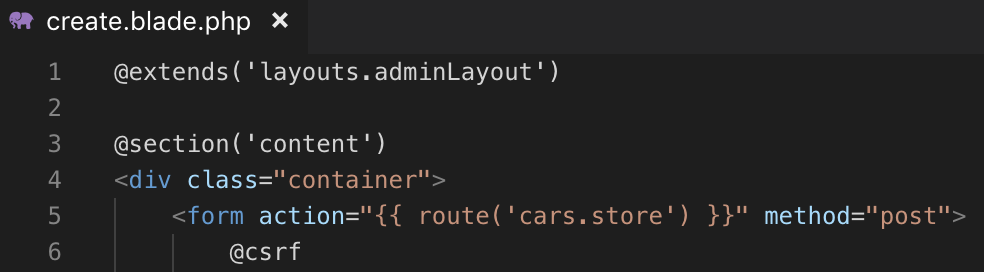 create.blade.php ×
1 @extends('layouts.adminLayout')
2
3 @section('content')
4 <div class="container">
5 <form action="{{ route('cars.store') }}" method="post">
6 @csrf